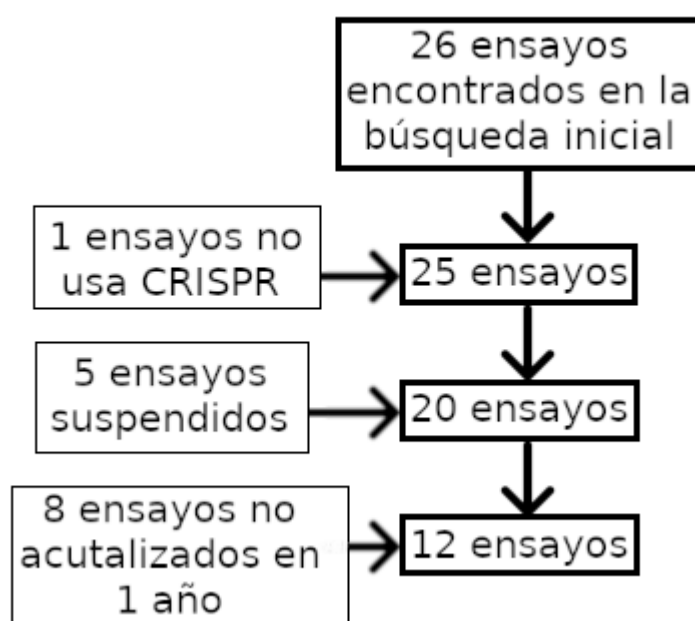 26 ensayos
encontrados en la
búsqueda inicial
1 ensayos no
usa CRISPR
25 ensayos
5 ensayos
suspendidos
20 ensayos
8 ensayos no
acutalizados en
1 año
12 ensayos